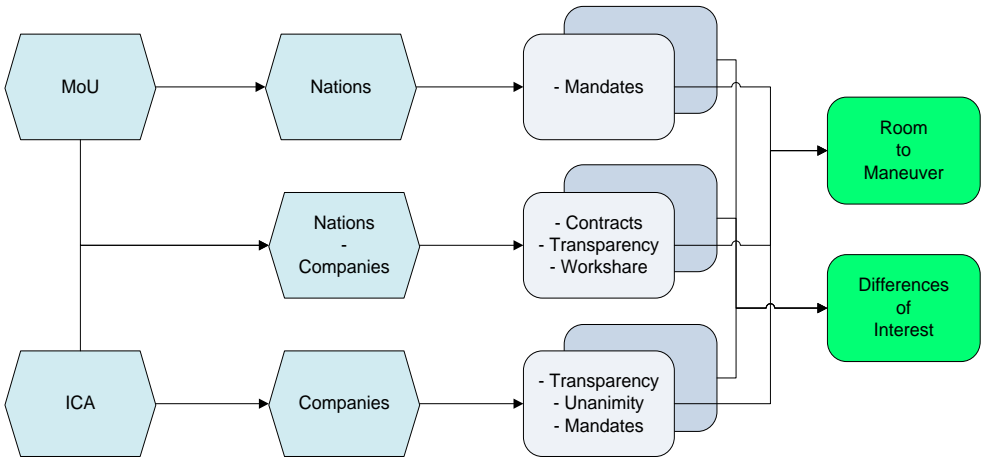 MoU
Nations
- Mandates
Room
to
Maneuver
Nations
-
Companies
- Contracts
- Transparency
- Workshare
Differences
of
Interest
ICA
Companies
- Transparency
- Unanimity
- Mandates